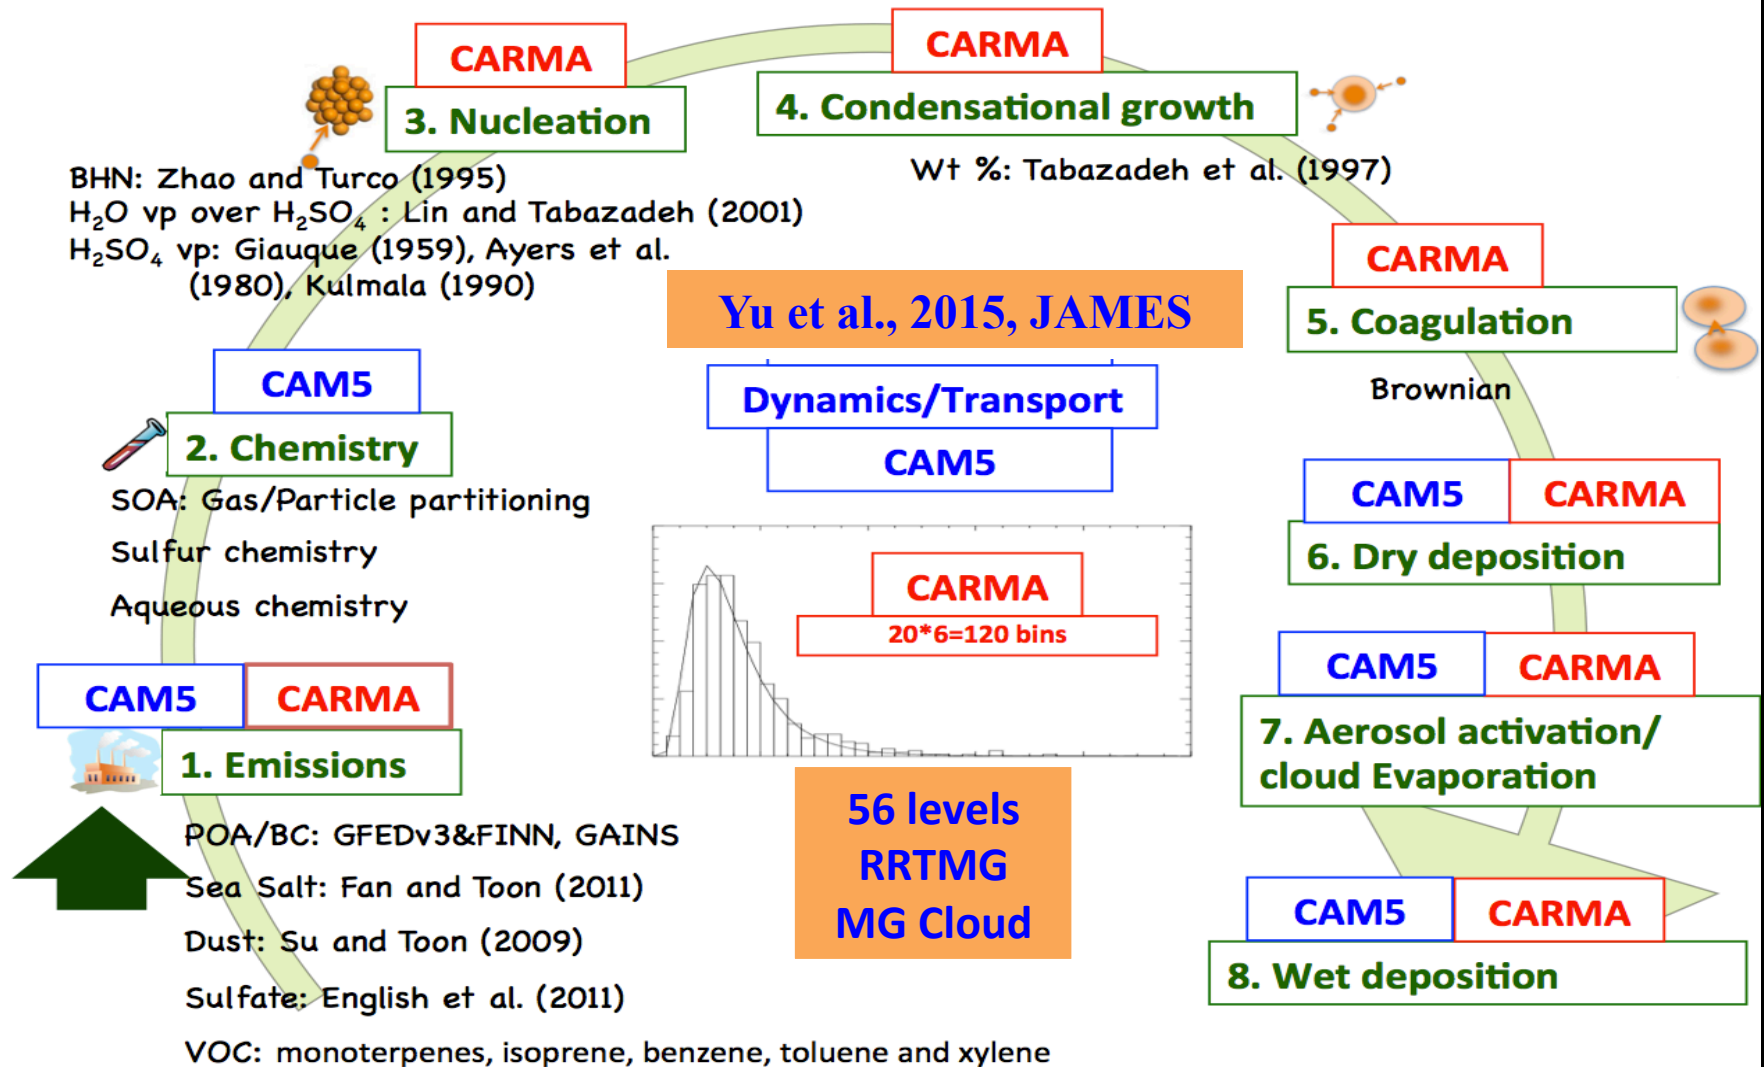 CARMA
3. Nucleation
BHN: Zhao and Turco (1995)
H₂O vp over H₂SO₄ : Lin and Tabazadeh (2001)
H₂SO₄ vp: Giauque (1959), Ayers et al.
(1980), Kulmala (1990)
CARMA
4. Condensational growth
Wt %: Tabazadeh et al. (1997)
CARMA
5. Coagulation
Brownian
Yu et al., 2015, JAMES
Dynamics/Transport
CAM5
CAM5
2. Chemistry
SOA: Gas/Particle partitioning
Sulfur chemistry
Aqueous chemistry
CARMA
20*6=120 bins
CAM5 CARMA
6. Dry deposition
CAM5 CARMA
7. Aerosol activation/
cloud Evaporation
CAM5 CARMA
1. Emissions
POA/BC: GFEDv3&FINN, GAINS
Sea Salt: Fan and Toon (2011)
Dust: Su and Toon (2009)
Sulfate: English et al. (2011)
VOC: monoterpenes, isoprene, benzene, toluene and xylene
56 levels
RRTMG
MG Cloud
CAM5 CARMA
8. Wet deposition